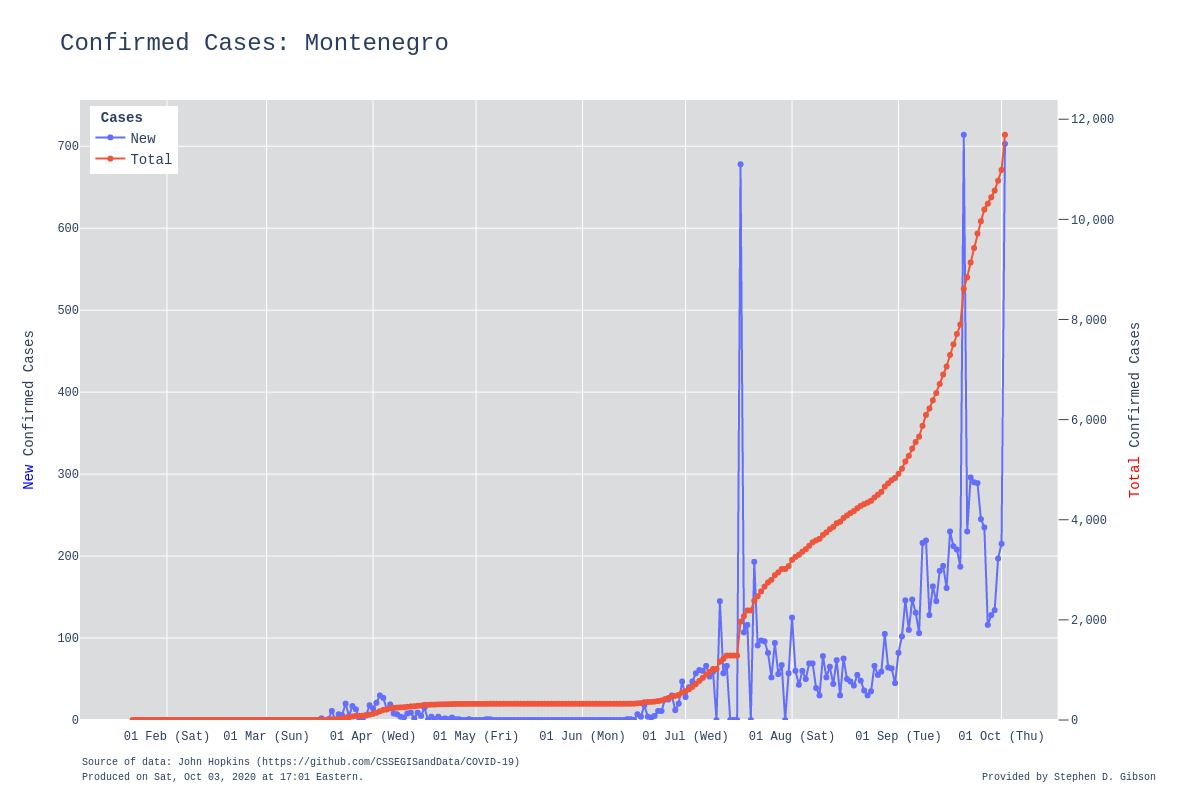 Confirmed Cases: Montenegro
Cases
New
Total
700
600
500
400
300
200
100
0
12,000
10,000
8,000
6,000
4,000
2,000
0
New Confirmed Cases
Total Confirmed Cases
01 Feb (Sat) 01 Mar (Sun) 01 Apr (Wed) 01 May (Fri) 01 Jun (Mon) 01 Jul (Wed) 01 Aug (Sat) 01 Sep (Tue) 01 Oct (Thu)
Source of data: John Hopkins (https://github.com/CSSEGISandData/COVID-19)
Produced on Sat, Oct 03, 2020 at 17:01 Eastern.
Provided by Stephen D. Gibson